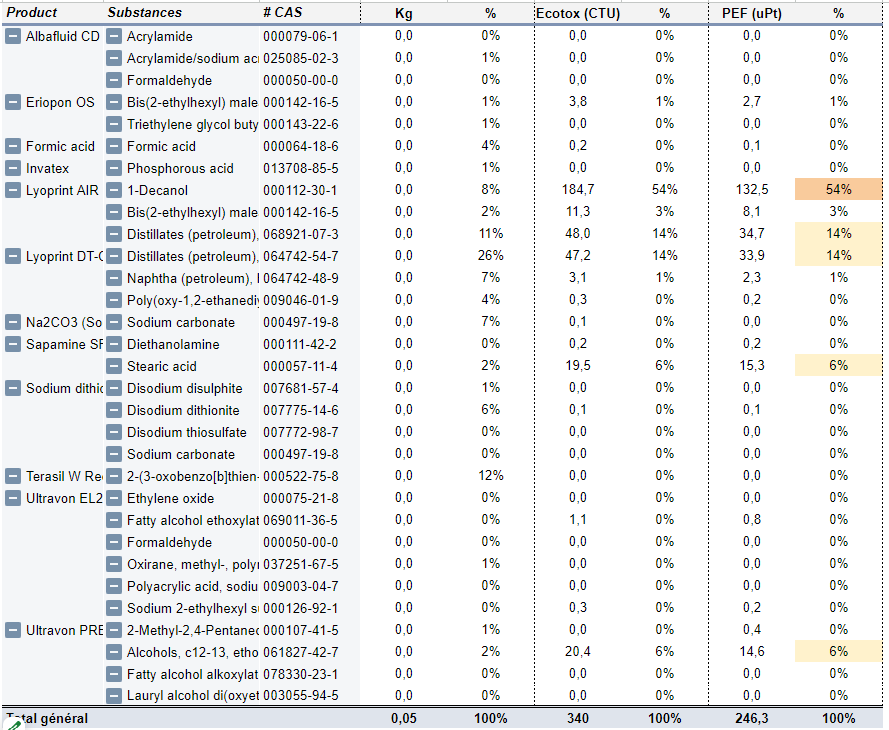 Product Substances # CAS Kg % Ecotox (CTU) % PEF (uPt) %
Albafluid CD Acrylamide 000079-06-1 0,0 0% 0,0 0% 0,0 0%
Acrylamide/sodium acr 025085-02-3 0,0 1% 0,0 0% 0,0 0%
Formaldehyde 000050-00-0 0,0 0% 0,0 0% 0,0 0%
Eriopon OS Bis(2-ethylhexyl) male 000142-16-5 0,0 1% 3,8 1% 2,7 1%
Triethylene glycol buty 000143-22-6 0,0 1% 0,0 0% 0,0 0%
Formic acid Formic acid 000064-18-6 0,0 4% 0,2 0% 0,1 0%
Invatex Phosphorous acid 013708-85-5 0,0 1% 0,0 0% 0,0 0%
Lyoprint AIR 1-Decanol 000112-30-1 0,0 8% 184,7 54% 132,5 54%
Bis(2-ethylhexyl) male 000142-16-5 0,0 2% 11,3 3% 8,1 3%
Distillates (petroleum), 068921-07-3 0,0 11% 48,0 14% 34,7 14%
Lyoprint DT-C Distillates (petroleum), 064742-54-7 0,0 26% 47,2 14% 33,9 14%
Naphtha (petroleum), 064742-48-9 0,0 7% 3,1 1% 2,3 1%
Poly(oxy-1,2-ethanediy 009046-01-9 0,0 4% 0,3 0% 0,2 0%
Na2CO3 (So Sodium carbonate 000497-19-8 0,0 7% 0,1 0% 0,0 0%
Sapamine SF Diethanolamine 000111-42-2 0,0 0% 0,2 0% 0,2 0%
Stearic acid 000057-11-4 0,0 2% 19,5 6% 15,3 6%
Sodium dithio Disodium disulphite 007681-57-4 0,0 1% 0,0 0% 0,0 0%
Disodium dithionite 007775-14-6 0,0 6% 0,1 0% 0,1 0%
Disodium thiosulfate 007772-98-7 0,0 0% 0,0 0% 0,0 0%
Sodium carbonate 000497-19-8 0,0 0% 0,0 0% 0,0 0%
Terasil W Re 2-(3-oxobenzo[b]thien- 000522-75-8 0,0 12% 0,0 0% 0,0 0%
Ultravon EL2 Ethylene oxide 000075-21-8 0,0 0% 0,0 0% 0,0 0%
Fatty alcohol ethoxylat 069011-36-5 0,0 0% 1,1 0% 0,8 0%
Formaldehyde 000050-00-0 0,0 0% 0,0 0% 0,0 0%
Oxirane, methyl-, polym 037251-67-5 0,0 1% 0,0 0% 0,0 0%
Polyacrylic acid, sodiu 009003-04-7 0,0 0% 0,0 0% 0,0 0%
Sodium 2-ethylhexyl su 000126-92-1 0,0 0% 0,3 0% 0,2 0%
Ultravon PRE 2-Methyl-2,4-Pentaned 000107-41-5 0,0 1% 0,0 0% 0,4 0%
Alcohols, c12-13, etho 061827-42-7 0,0 2% 20,4 6% 14,6 6%
Fatty alcohol alkoxylat 078330-23-1 0,0 0% 0,0 0% 0,0 0%
Lauryl alcohol di(oxyet 003055-94-5 0,0 0% 0,0 0% 0,0 0%
Total général 0,05 100% 340 100% 246,3 100%